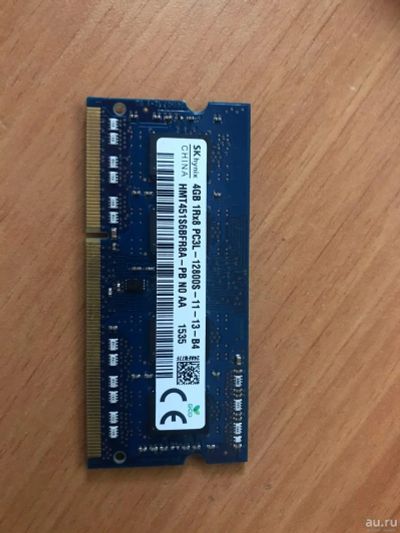 SK hynix
CHINA
4GB 1Rx8 PC3L-12800S-11-13-B4
HMT451S6BFR8A-PB N0 AA
1535
CE
au.ru